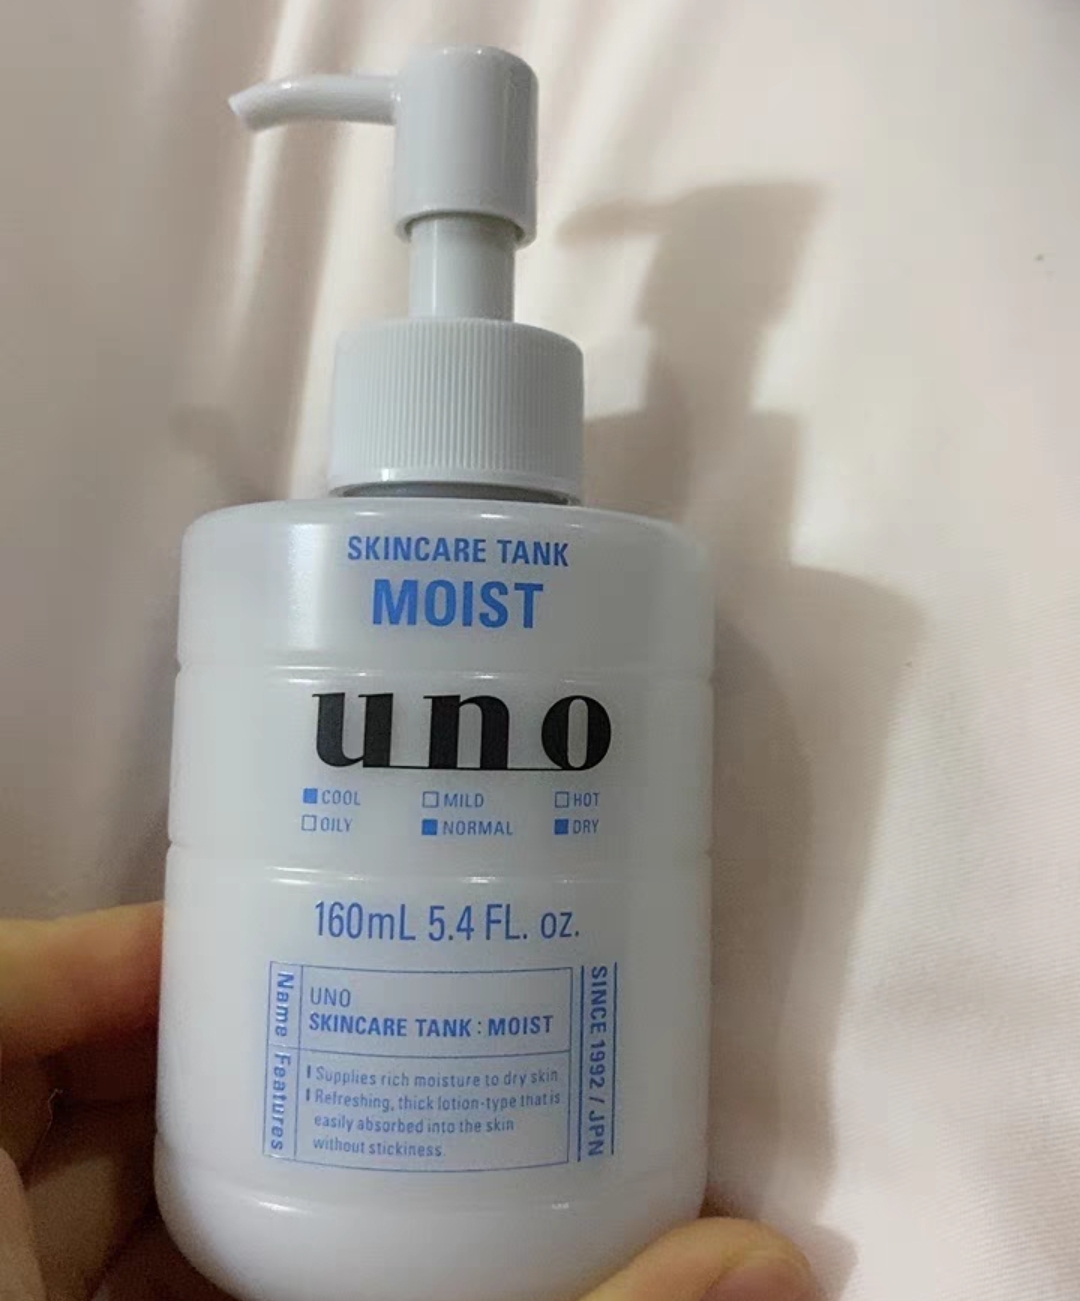 SKINCARE TANK
MOIST
uno
COOL MILD HOT
OILY NORMAL DRY
160mL 5.4 FL. oz.
Name
UNO
SKINCARE TANK : MOIST
Features
Supplies rich moisture to dry skin
Refreshing, thick lotion-type that is
easily absorbed into the skin
without stickiness.
SINCE 1992 / JPN